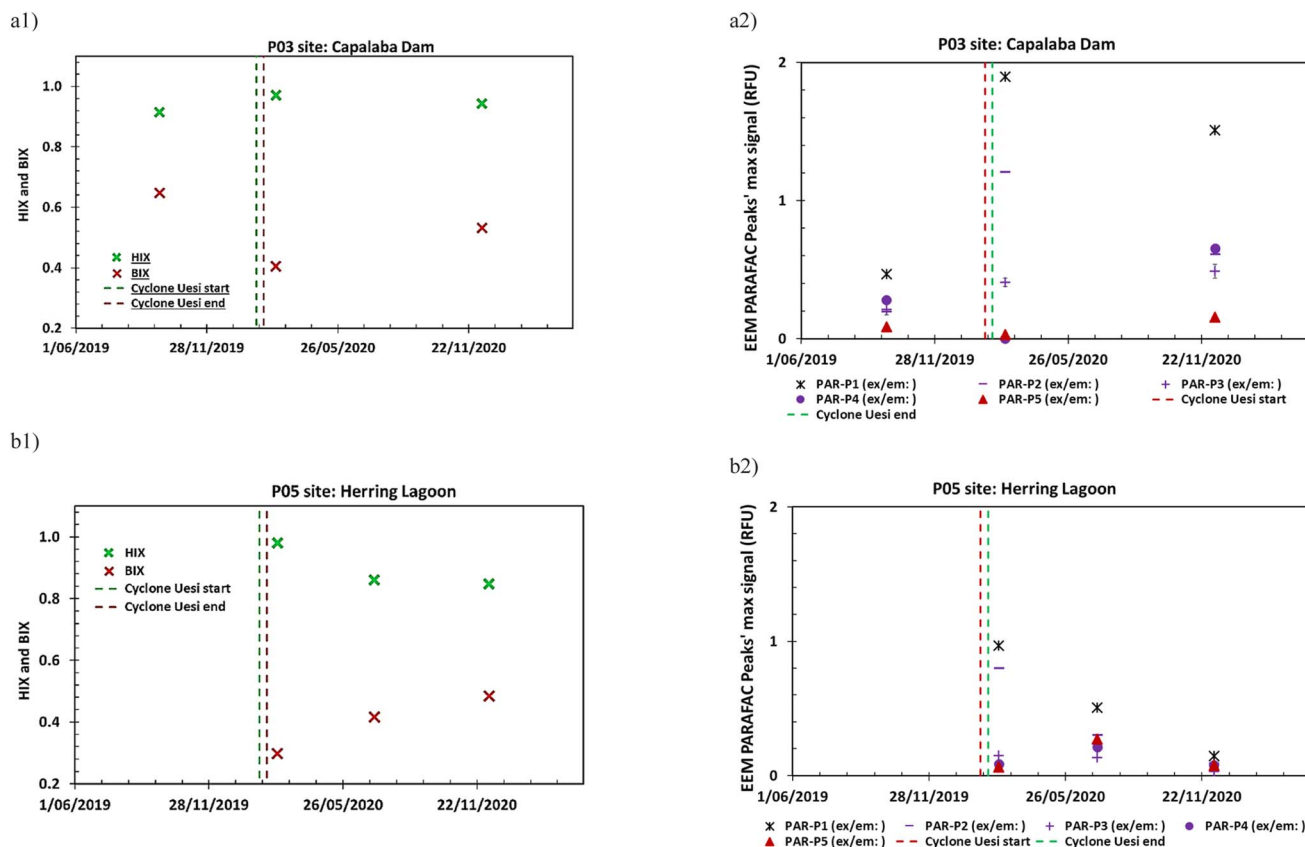 a1)
P03 site: Capalaba Dam
HIX and BIX
1.0
0.8
0.6
0.4
0.2
HIX
BIX
Cyclone Uesi start
Cyclone Uesi end
1/06/2019 28/11/2019 26/05/2020 22/11/2020
a2)
P03 site: Capalaba Dam
EEM PARAFAC Peaks' max signal (RFU)
2
1
0
1/06/2019 28/11/2019 26/05/2020 22/11/2020
PAR-P1 (ex/em: ) PAR-P2 (ex/em: ) PAR-P3 (ex/em: )
PAR-P4 (ex/em: ) PAR-P5 (ex/em: ) Cyclone Uesi start
Cyclone Uesi end
b1)
P05 site: Herring Lagoon
HIX and BIX
1.0
0.8
0.6
0.4
0.2
HIX
BIX
Cyclone Uesi start
Cyclone Uesi end
1/06/2019 28/11/2019 26/05/2020 22/11/2020
b2)
P05 site: Herring Lagoon
EEM PARAFAC Peaks' max signal (RFU)
2
1
0
1/06/2019 28/11/2019 26/05/2020 22/11/2020
PAR-P1 (ex/em: ) PAR-P2 (ex/em: ) PAR-P3 (ex/em: ) PAR-P4 (ex/em: )
PAR-P5 (ex/em: ) Cyclone Uesi start Cyclone Uesi end